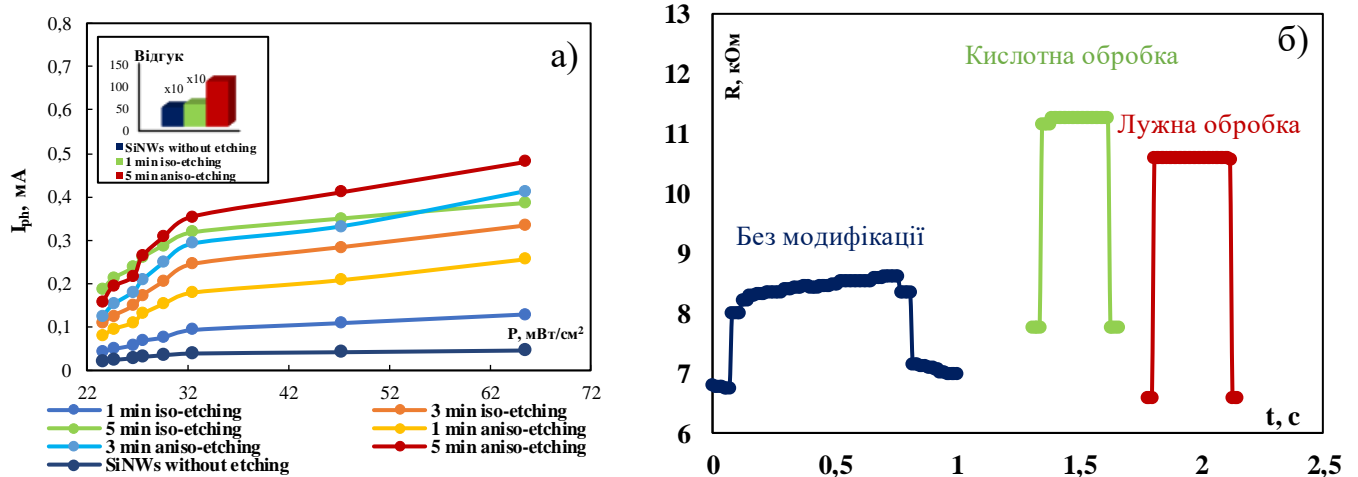 а)
I_ph, мА
0,8
0,7
0,6
0,5
0,4
0,3
0,2
0,1
0
Відгук
150
100
50
0
x10
x10
SiNWs without etching
1 min iso-etching
5 min aniso-etching
P, мВт/см²
22
32
42
52
62
72
1 min iso-etching
3 min iso-etching
5 min iso-etching
1 min aniso-etching
3 min aniso-etching
5 min aniso-etching
SiNWs without etching
б)
R, кОм
13
12
11
10
9
8
7
6
Кислотна обробка
Лужна обробка
Без модифікації
t, с
0
0,5
1
1,5
2
2,5